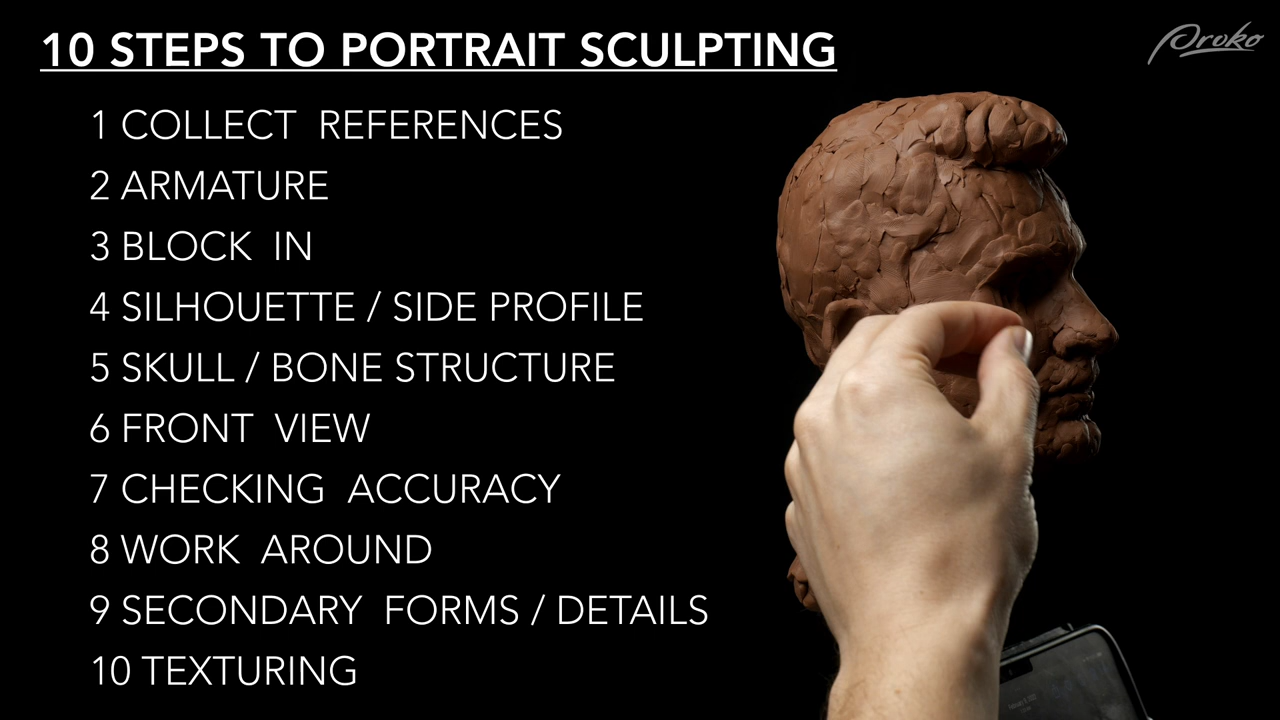 10 STEPS TO PORTRAIT SCULPTING
Proko
1 COLLECT REFERENCES
2 ARMATURE
3 BLOCK IN
4 SILHOUETTE / SIDE PROFILE
5 SKULL / BONE STRUCTURE
6 FRONT VIEW
7 CHECKING ACCURACY
8 WORK AROUND
9 SECONDARY FORMS / DETAILS
10 TEXTURING